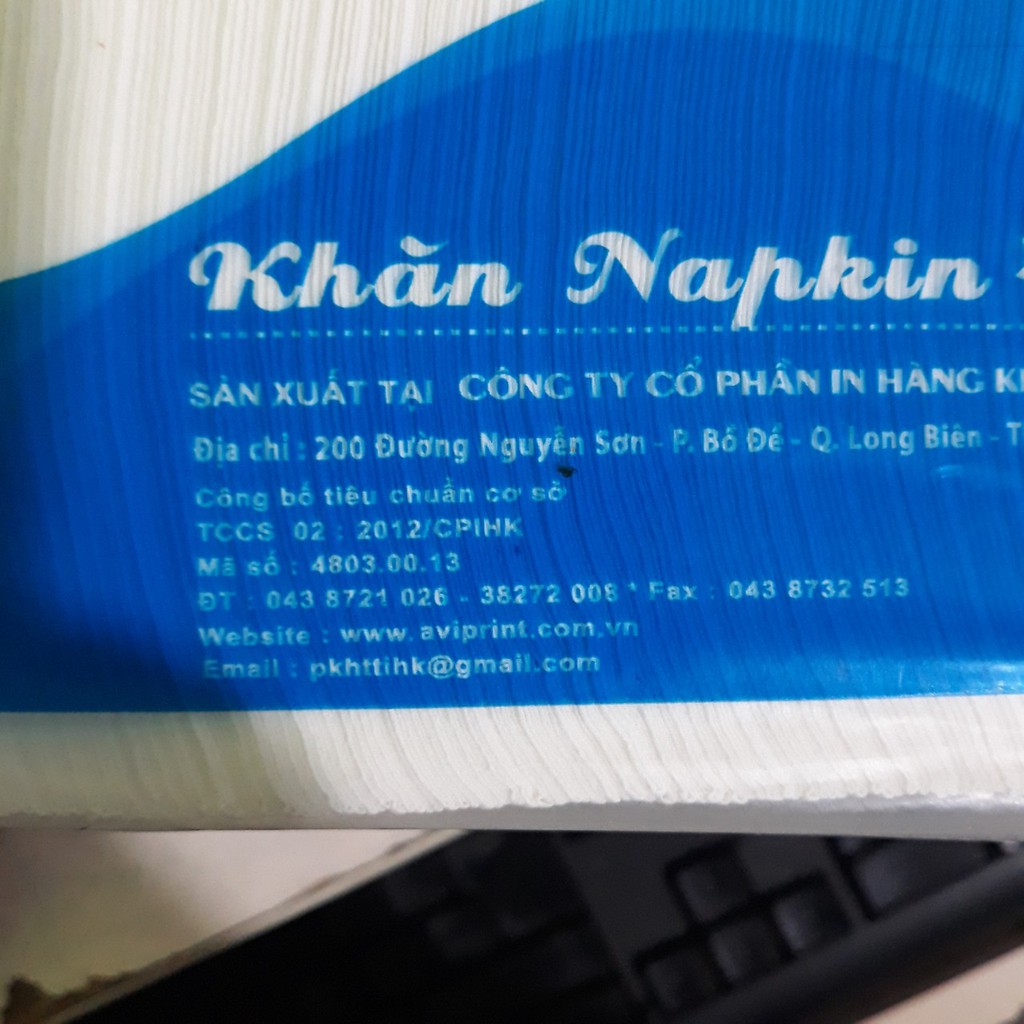 Khăn Napkin
SẢN XUẤT TẠI CÔNG TY CỔ PHẦN IN HÀNG
Địa chỉ : 200 Đường Nguyễn Sơn - P. Bồ Đề - Q. Long Biên -
Công bố tiêu chuẩn cơ sở
TCCS 02 : 2012/CPIHK
Mã số : 4803.00.13
ĐT : 043 8721 026 - 38272 008 * Fax : 043 8732 513
Website : www.aviprint.com.vn
Email : pkhttihk@gmail.com